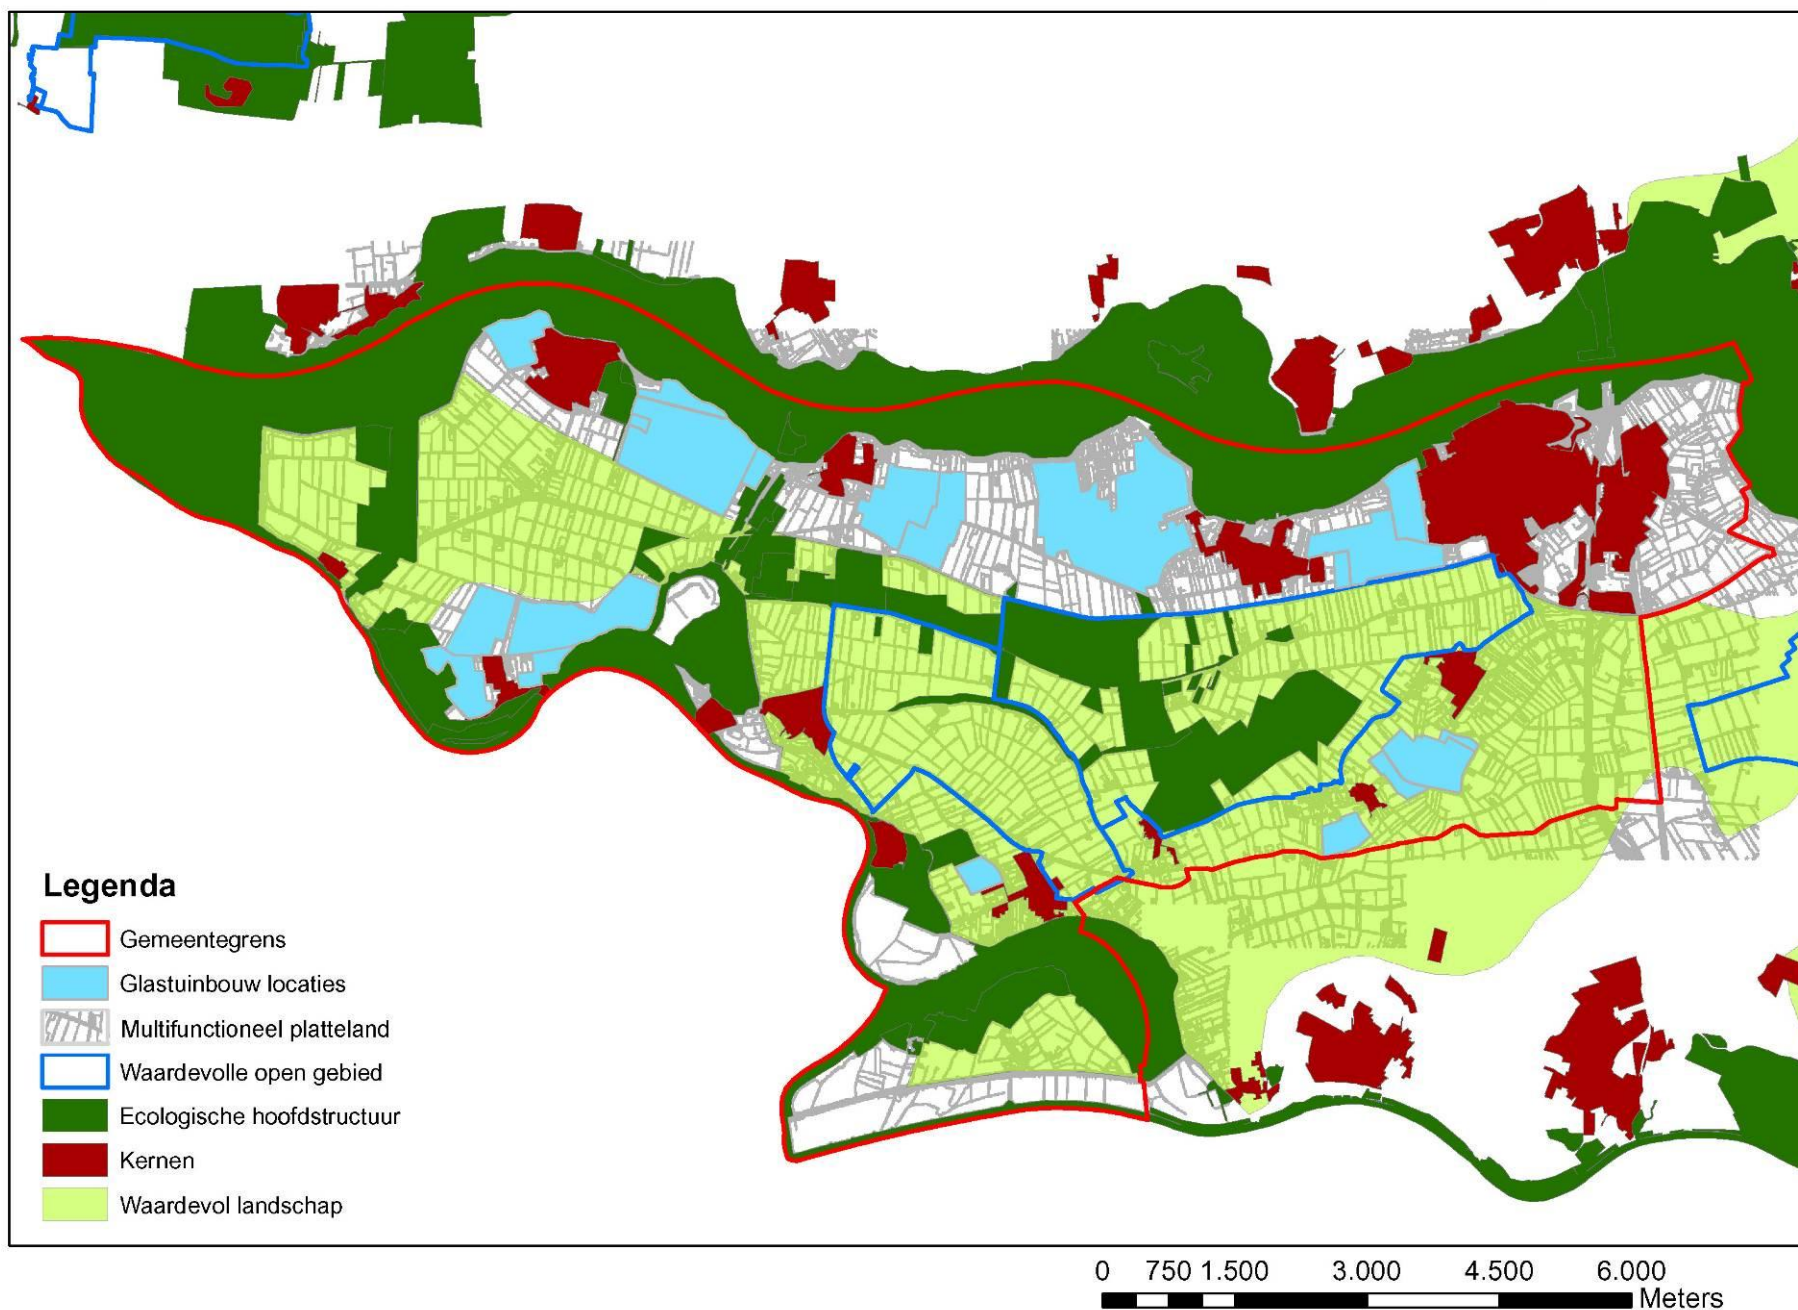 Legenda
Gemeentegrens
Glastuinbouw locaties
Multifunctioneel platteland
Waardevolle open gebied
Ecologische hoofdstructuur
Kernen
Waardevol landschap
0 750 1.500 3.000 4.500 6.000
Meters